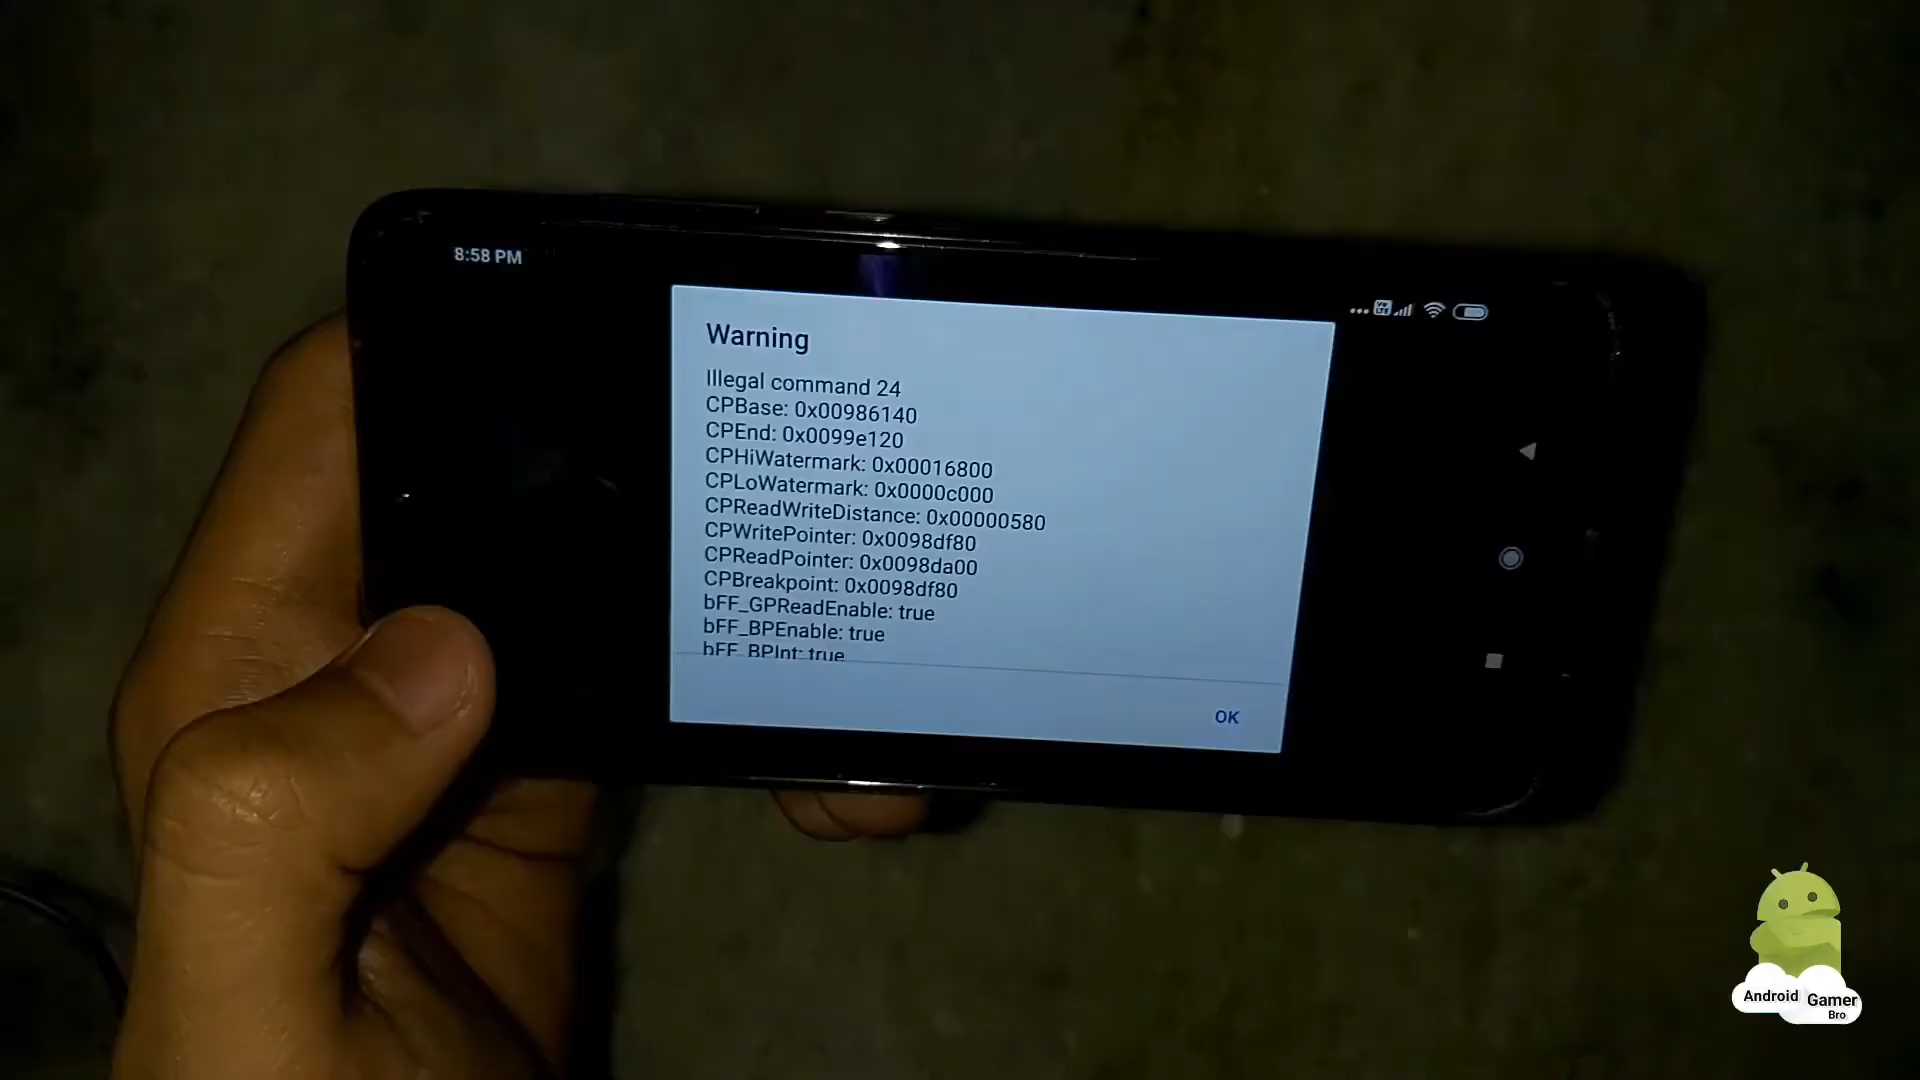 8:58 PM
Warning
Illegal command 24
CPBase: 0x00986140
CPEnd: 0x0099e120
CPHiWatermark: 0x00016800
CPLoWatermark: 0x0000c000
CPReadWriteDistance: 0x00000580
CPWritePointer: 0x0098df80
CPReadPointer: 0x0098da00
CPBreakpoint: 0x0098df80
bFF_GPReadEnable: true
bFF_BPEnable: true
bFF_BPInt: true
OK
Android Gamer
Bro